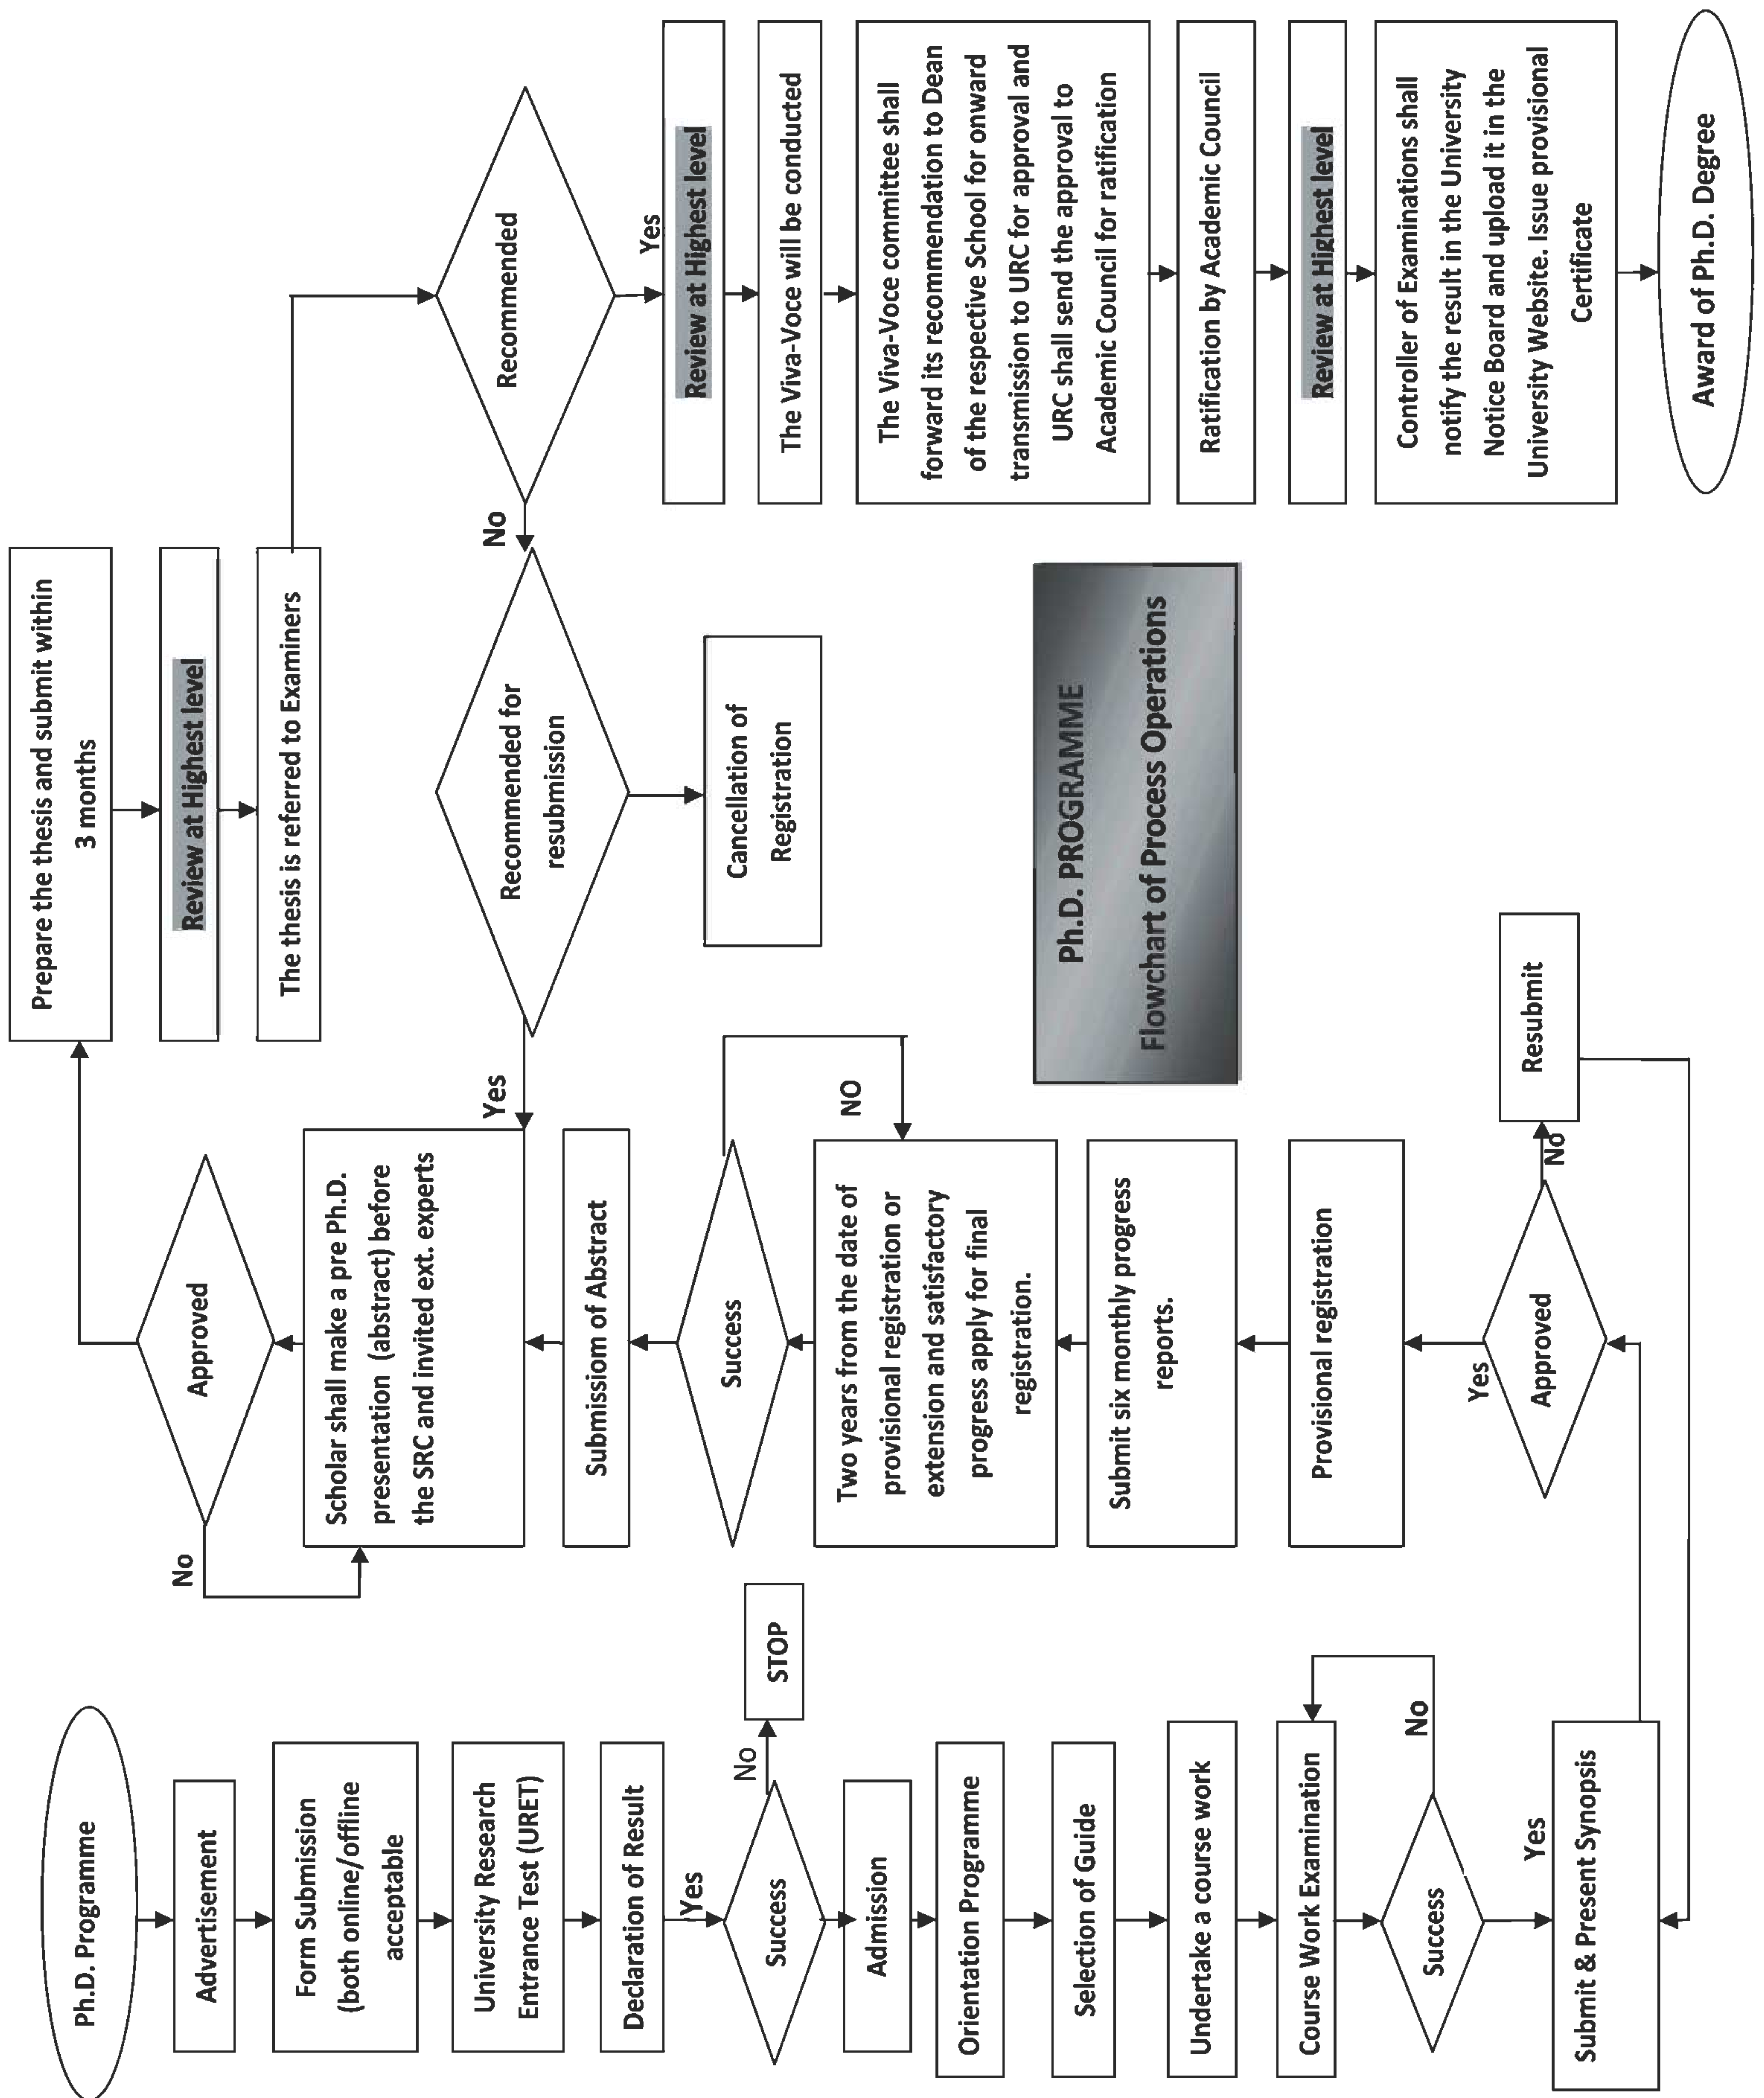 Ph.D. Programme
Advertisement
Form Submission
(both online/offline
acceptable
University Research
Entrance Test (URET)
Declaration of Result
Yes
Success
No
STOP
Admission
Orientation Programme
Selection of Guide
Undertake a course work
Course Work Examination
Success
No
Yes
Submit & Present Synopsis
Approved
No
Scholar shall make a pre Ph.D.
presentation (abstract) before
the SRC and invited ext. experts
Submissiom of Abstract
Success
NO
Two years from the date of
provisional registration or
extension and satisfactory
progress apply for final
registration.
Submit six monthly progress
reports.
Provisional registration
Yes
Approved
No
Resubmit
Prepare the thesis and submit within
3 months
Review at Highest level
The thesis is referred to Examiners
Yes
Recommended for
resubmission
No
Cancellation of
Registration
Ph.D. PROGRAMME
Flowchart of Process Operations
Recommended
Yes
Review at Highest level
The Viva-Voce will be conducted
The Viva-Voce committee shall
forward its recommendation to Dean
of the respective School for onward
transmission to URC for approval and
URC shall send the approval to
Academic Council for ratification
Ratification by Academic Council
Review at Highest level
Controller of Examinations shall
notify the result in the University
Notice Board and upload it in the
University Website. Issue provisional
Certificate
Award of Ph.D. Degree